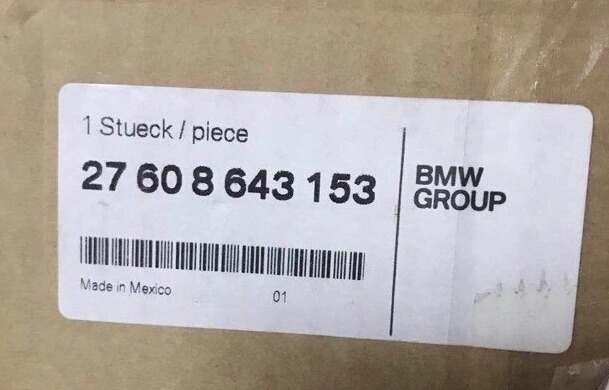 1 Stueck / piece
27 60 8 643 153
BMW
GROUP
Made in Mexico
01